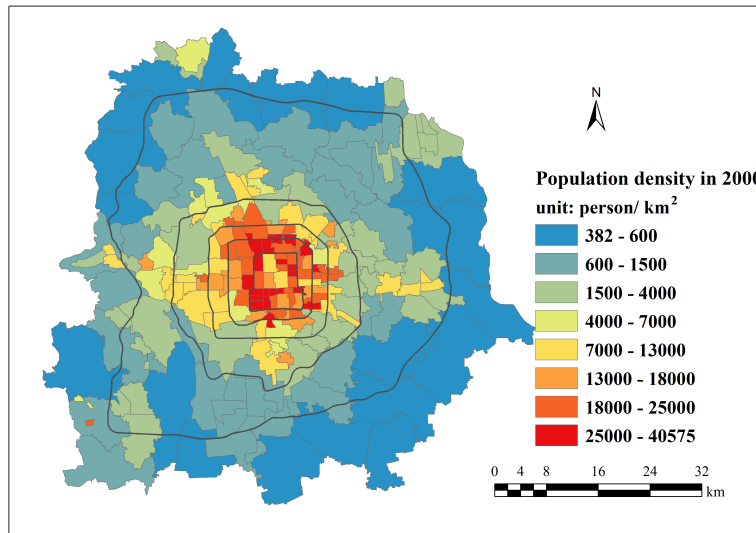 N
Population density in 200
unit: person/ km²
382 - 600
600 - 1500
1500 - 4000
4000 - 7000
7000 - 13000
13000 - 18000
18000 - 25000
25000 - 40575
0 4 8 16 24 32
km